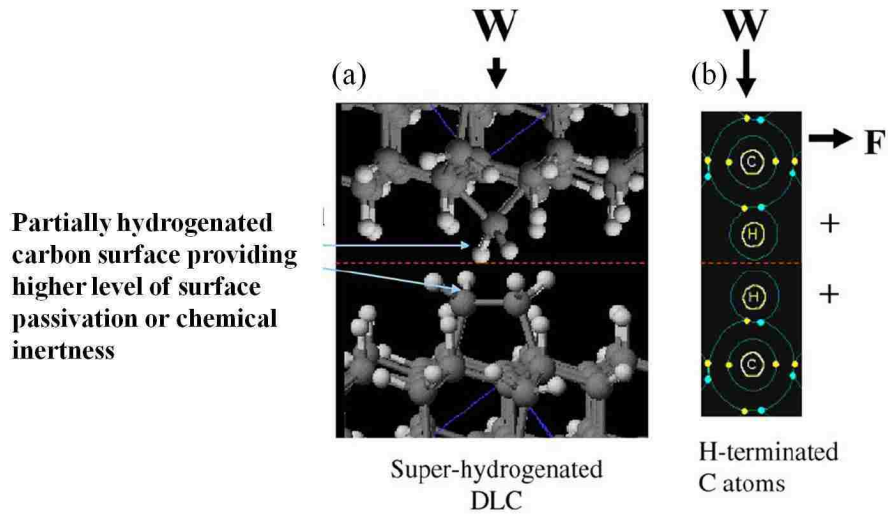 W
W
(a)
(b)
C
F
H
+
Partially hydrogenated
carbon surface providing
higher level of surface
passivation or chemical
inertness
H
+
C
Super-hydrogenated
DLC
H-terminated
C atoms